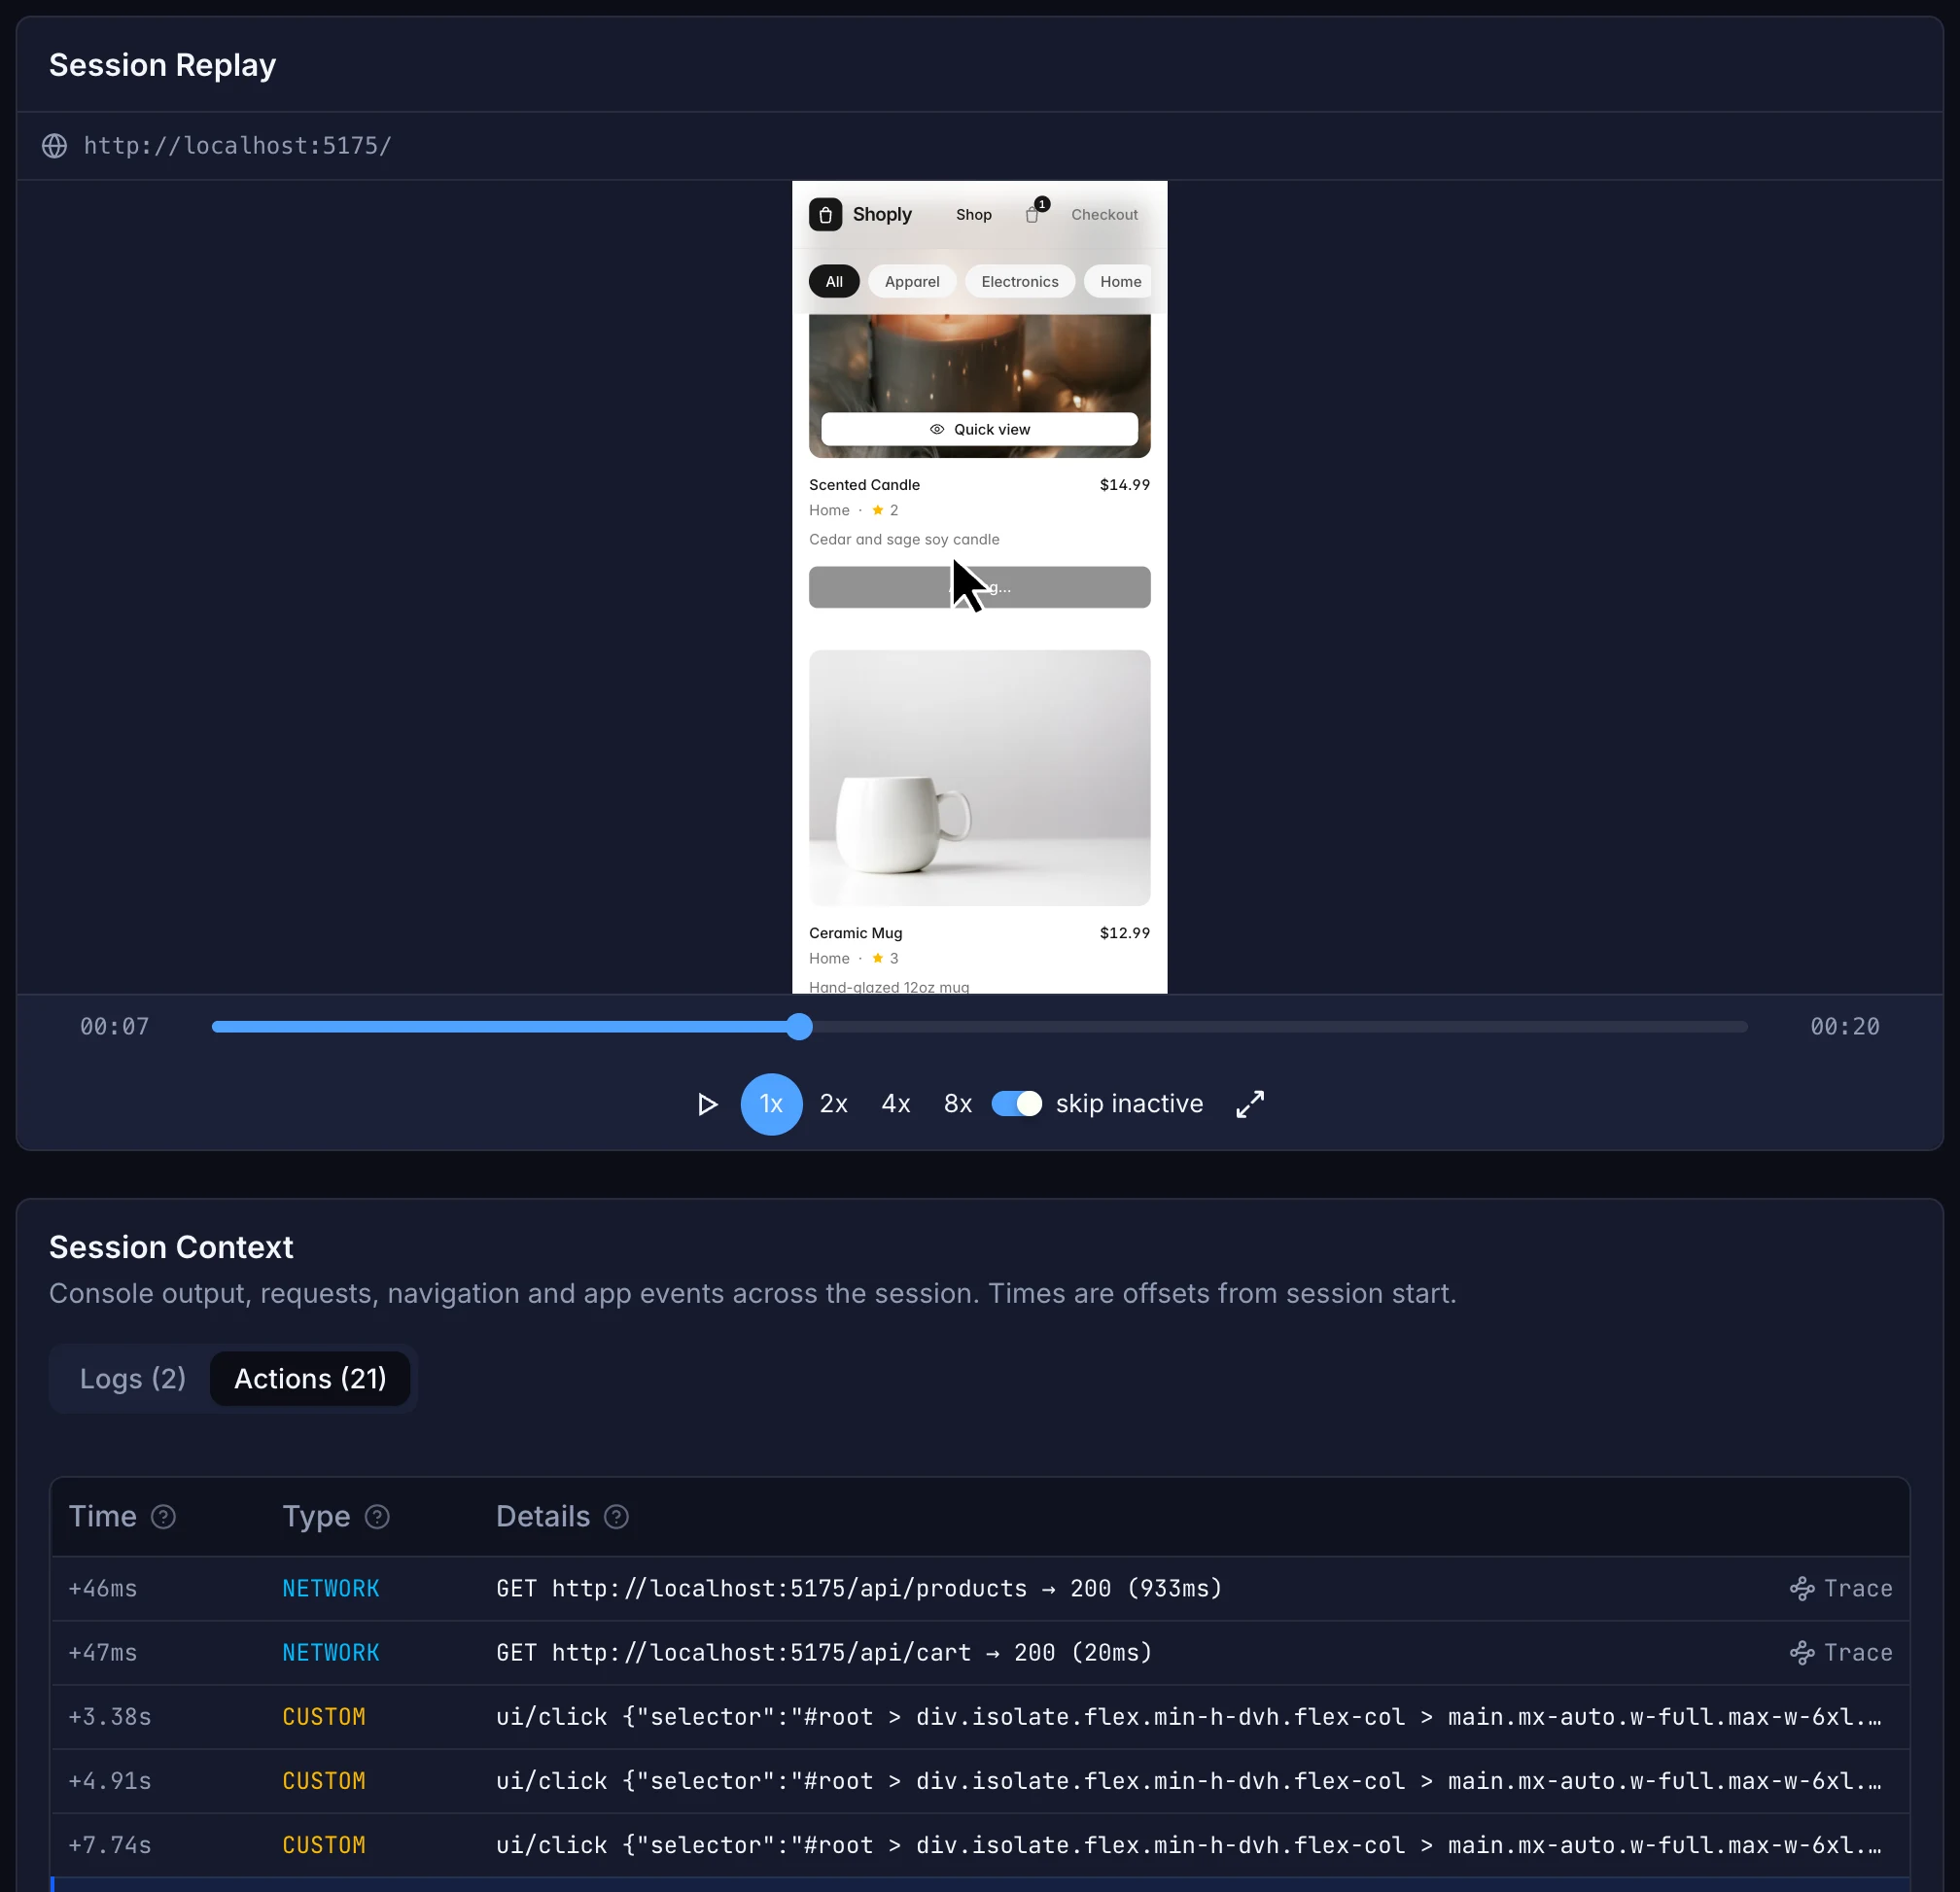 Session Replay
http://localhost:5175/
Shoply Shop 1 Checkout
All Apparel Electronics Home
Quick view
Scented Candle $14.99
Home · ★ 2
Cedar and sage soy candle
Ceramic Mug $12.99
Home · ★ 3
Hand-glazed 12oz mug
00:07 00:20
1x 2x 4x 8x skip inactive
Session Context
Console output, requests, navigation and app events across the session. Times are offsets from session start.
Logs (2) Actions (21)
Time ? Type ? Details ?
+46ms NETWORK GET http://localhost:5175/api/products → 200 (933ms) Trace
+47ms NETWORK GET http://localhost:5175/api/cart → 200 (20ms) Trace
+3.38s CUSTOM ui/click {"selector":"#root > div.isolate.flex.min-h-dvh.flex-col > main.mx-auto.w-full.max-w-6xl.…
+4.91s CUSTOM ui/click {"selector":"#root > div.isolate.flex.min-h-dvh.flex-col > main.mx-auto.w-full.max-w-6xl.…
+7.74s CUSTOM ui/click {"selector":"#root > div.isolate.flex.min-h-dvh.flex-col > main.mx-auto.w-full.max-w-6xl.…